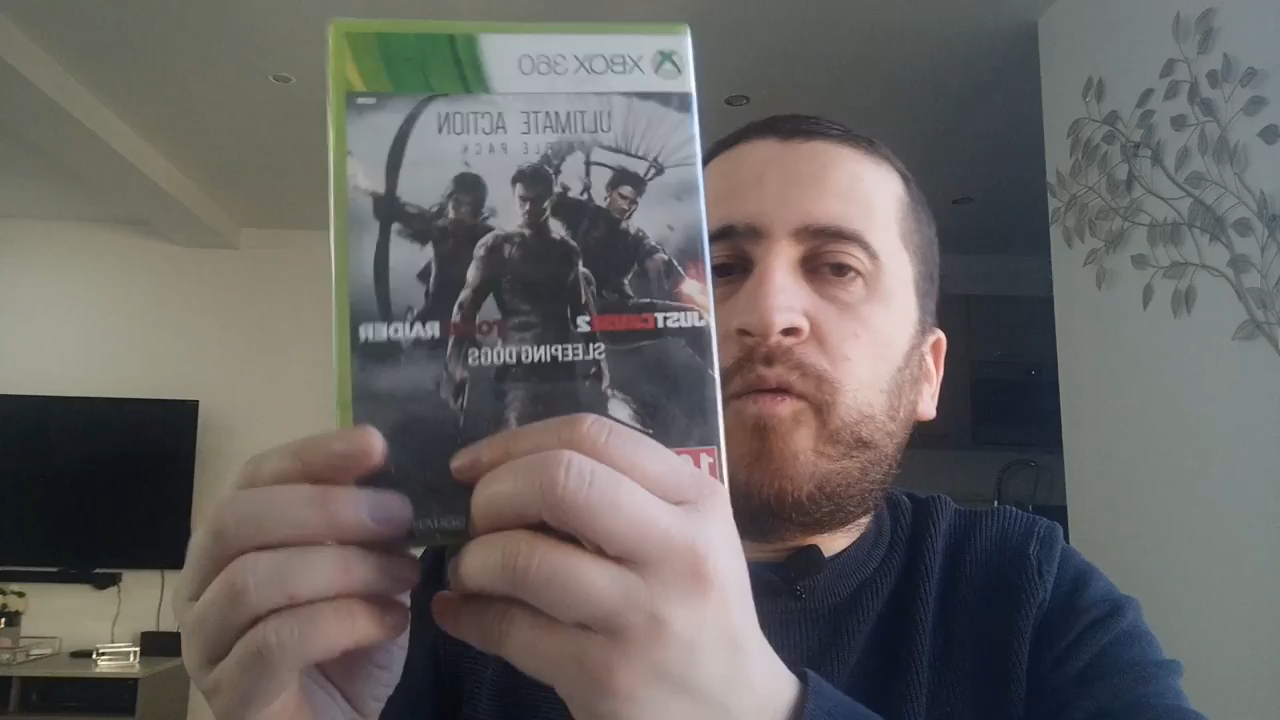 XBOX 360
ULTIMATE ACTION
PACK
JUST CAUSE 2 TOMB RAIDER
SLEEPING DOGS